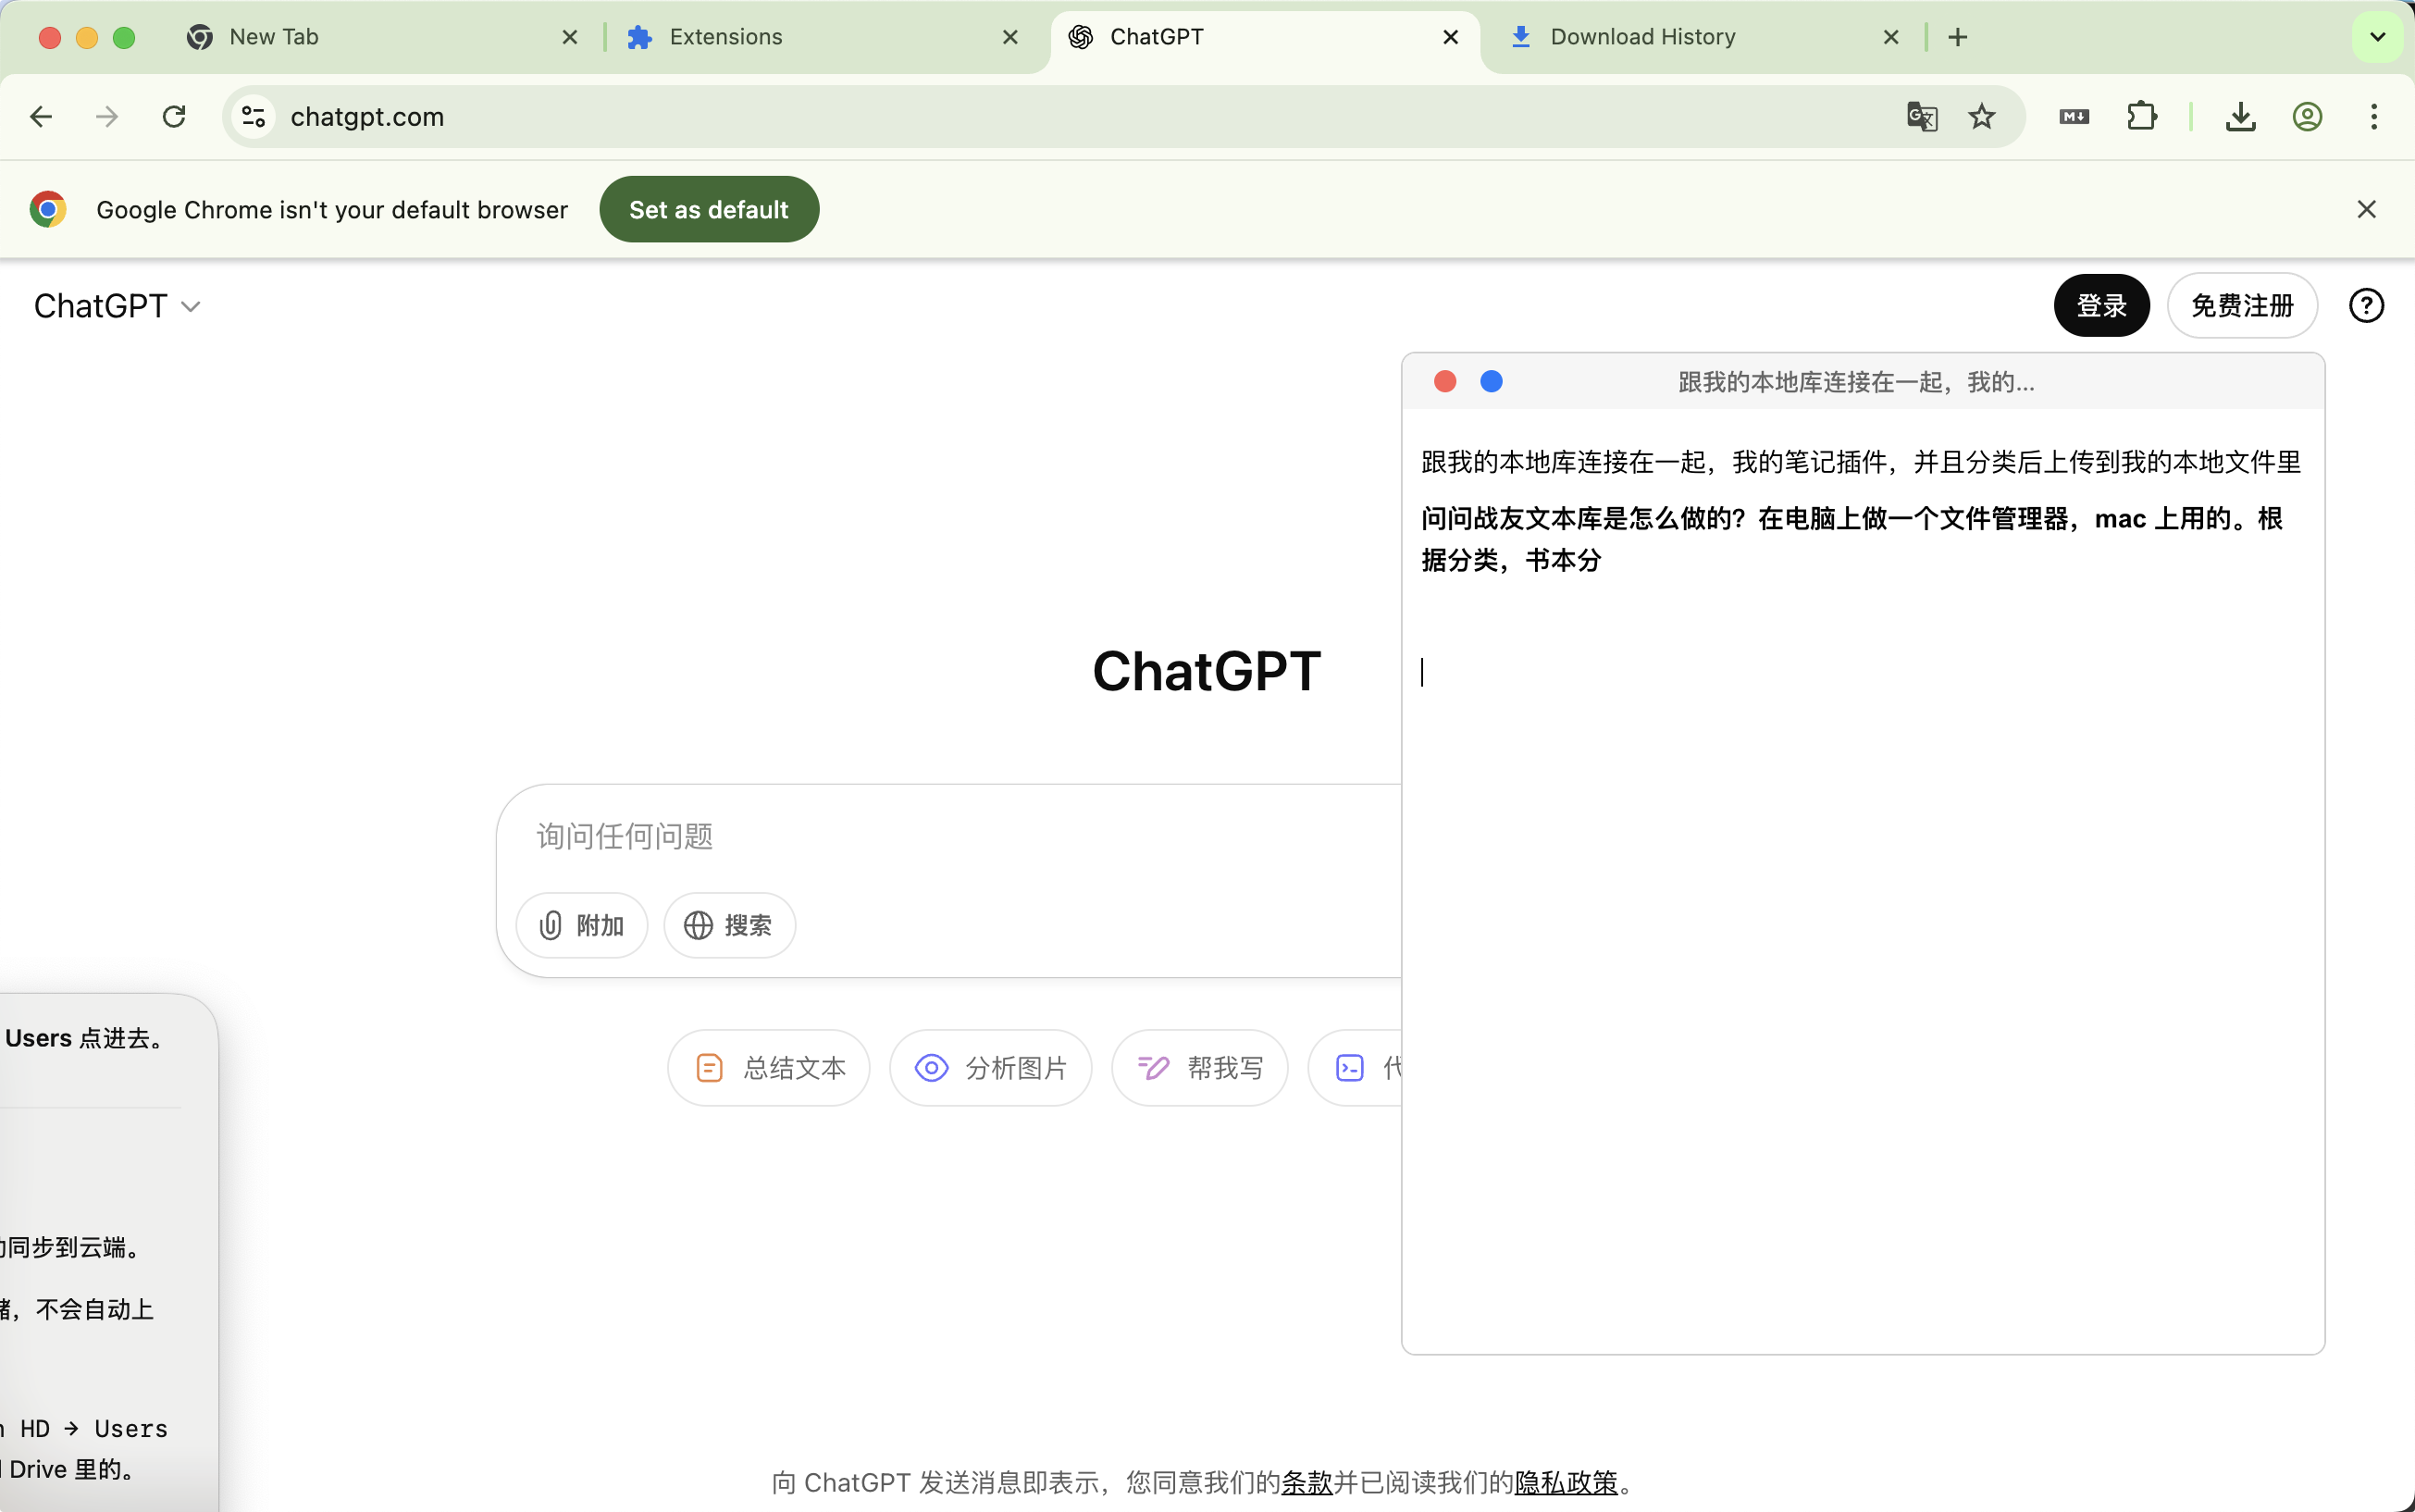 New Tab
Extensions
ChatGPT
Download History
chatgpt.com
Google Chrome isn't your default browser
Set as default
ChatGPT
登录
免费注册
跟我的本地库连接在一起，我的...
跟我的本地库连接在一起，我的笔记插件，并且分类后上传到我的本地文件里
问问战友文本库是怎么做的？在电脑上做一个文件管理器，mac 上用的。根
据分类，书本分
ChatGPT
询问任何问题
附加
搜索
总结文本
分析图片
帮我写
Users 点进去。
同步到云端。
，不会自动上
HD → Users
Drive 里的。
向 ChatGPT 发送消息即表示，您同意我们的条款并已阅读我们的隐私政策。